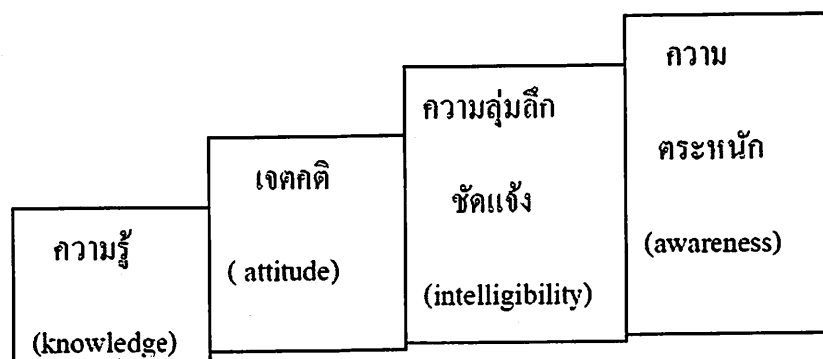 ความรู้
(knowledge)
เจตคติ
( attitude)
ความลุ่มลึก
ชัดแจ้ง
(intelligibility)
ความ
ตระหนัก
(awareness)